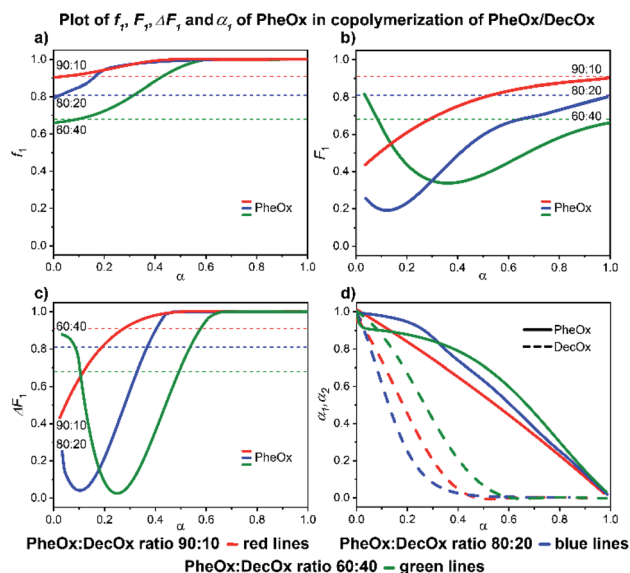 Plot of f₁, F₁, ΔF₁ and α₁ of PheOx in copolymerization of PheOx/DecOx
a)
1.0
0.8
0.6
0.4
0.2
0.0
f₁
90:10
80:20
60:40
PheOx
0.0 0.2 0.4 0.6 0.8 1.0
α
b)
1.0
0.8
0.6
0.4
0.2
0.0
F₁
90:10
80:20
60:40
PheOx
0.0 0.2 0.4 0.6 0.8 1.0
α
c)
1.0
0.8
0.6
0.4
0.2
0.0
ΔF₁
60:40
90:10
80:20
PheOx
0.0 0.2 0.4 0.6 0.8 1.0
α
d)
1.0
0.8
0.6
0.4
0.2
0.0
α₁, α₂
PheOx
DecOx
0.0 0.2 0.4 0.6 0.8 1.0
α
PheOx:DecOx ratio 90:10 – red lines
PheOx:DecOx ratio 80:20 – blue lines
PheOx:DecOx ratio 60:40 – green lines